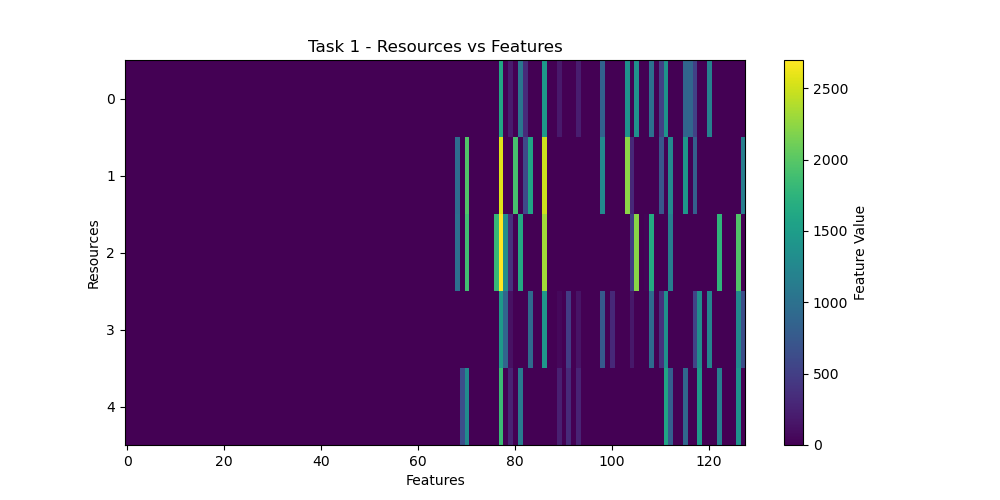 Task 1 - Resources vs Features
0
1
2
3
4
Resources
0 20 40 60 80 100 120
Features
2500
2000
1500
1000
500
0
Feature Value